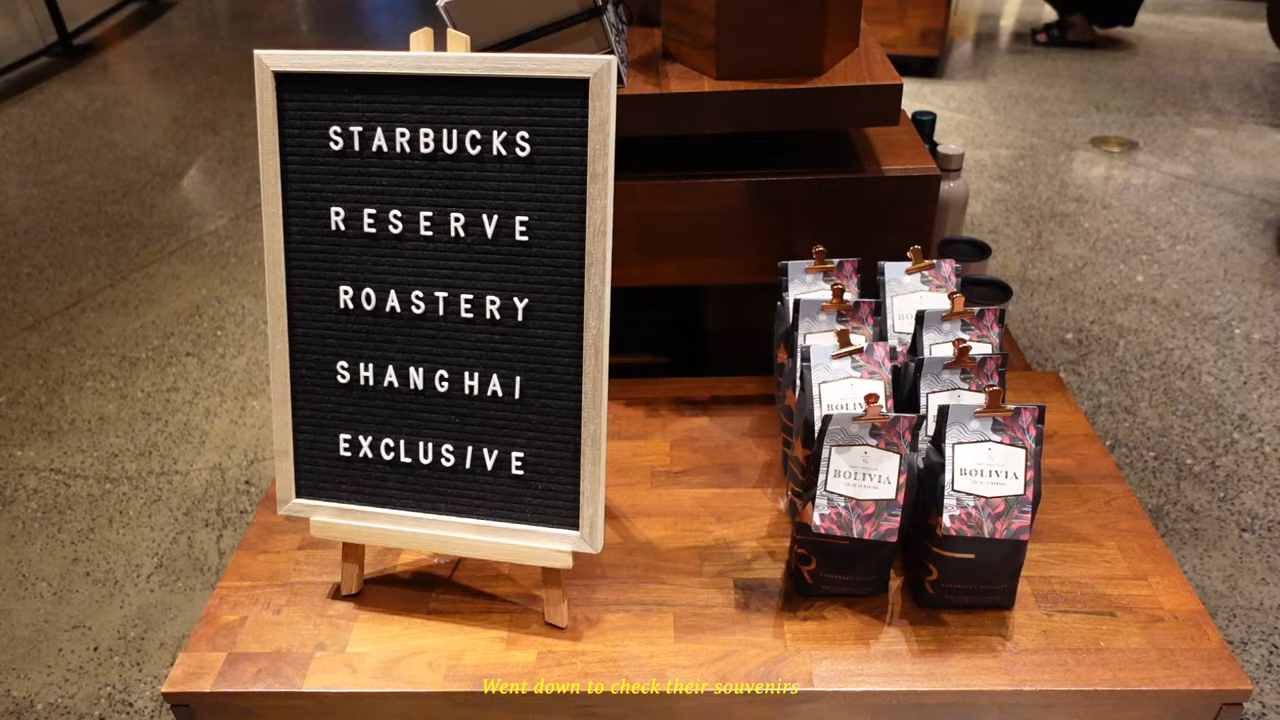 STARBUCKS
RESERVE
ROASTERY
SHANGHAI
EXCLUSIVE
BOLIVIA
BOLIVIA
R
R
Went down to check their souvenirs